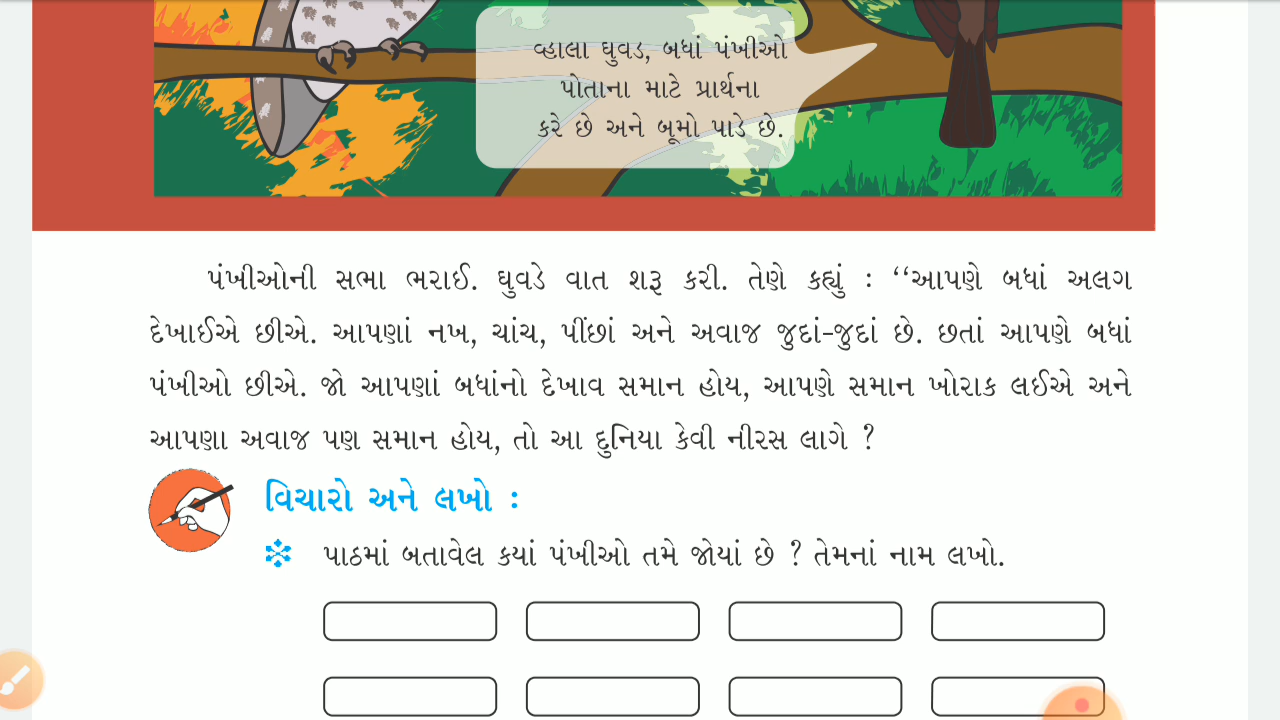 વ્હાલા ઘુવડ, બધાં પંખીઓ
પોતાના માટે પ્રાર્થના
કરે છે અને બૂમો પાડે છે.
પંખીઓની સભા ભરાઈ. ઘુવડે વાત શરૂ કરી. તેણે કહ્યું : ‘‘આપણે બધાં અલગ
દેખાઈએ છીએ. આપણાં નખ, ચાંચ, પીંછાં અને અવાજ જુદાં-જુદાં છે. છતાં આપણે બધાં
પંખીઓ છીએ. જો આપણાં બધાંનો દેખાવ સમાન હોય, આપણે સમાન ખોરાક લઈએ અને
આપણા અવાજ પણ સમાન હોય, તો આ દુનિયા કેવી નીરસ લાગે ?
વિચારો અને લખો :
પાઠમાં બતાવેલ કયાં પંખીઓ તમે જોયાં છે ? તેમનાં નામ લખો.